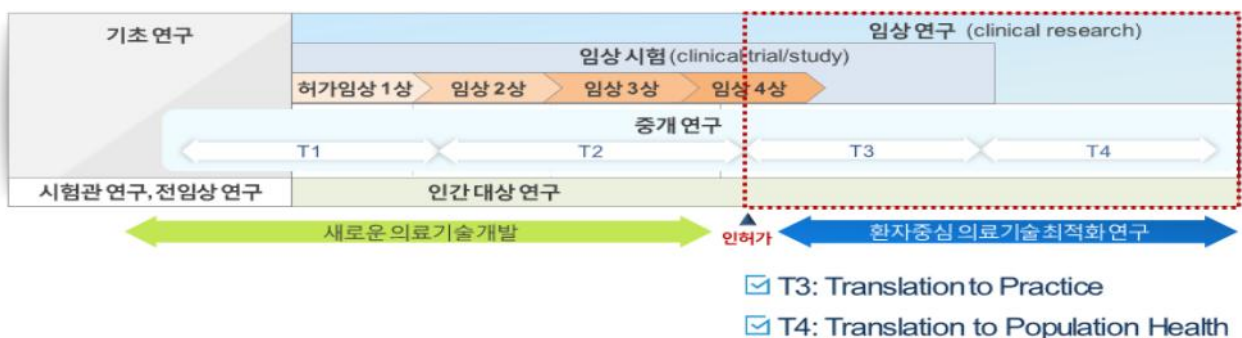 기초 연구
임상 연구 (clinical research)
임상 시험 (clinical trial/study)
허가임상 1상 임상 2상 임상 3상 임상 4상
중개 연구
T1 T2 T3 T4
시험관 연구, 전임상 연구 인간 대상 연구
새로운 의료기술 개발 인허가 환자중심 의료기술 최적화 연구
T3: Translation to Practice
T4: Translation to Population Health